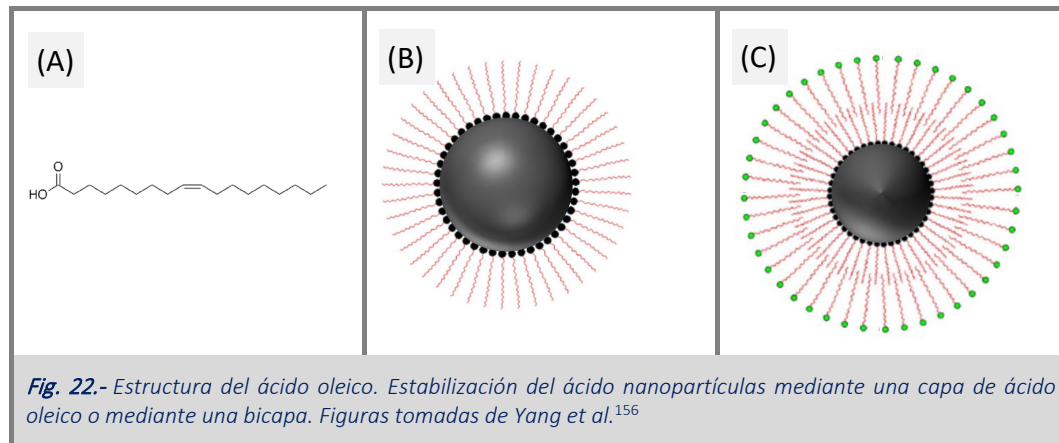 (A)
(B)
(C)
O
HO
Fig. 22.- Estructura del ácido oleico. Estabilización del ácido nanopartículas mediante una capa de ácido
oleico o mediante una bicapa. Figuras tomadas de Yang et al.156